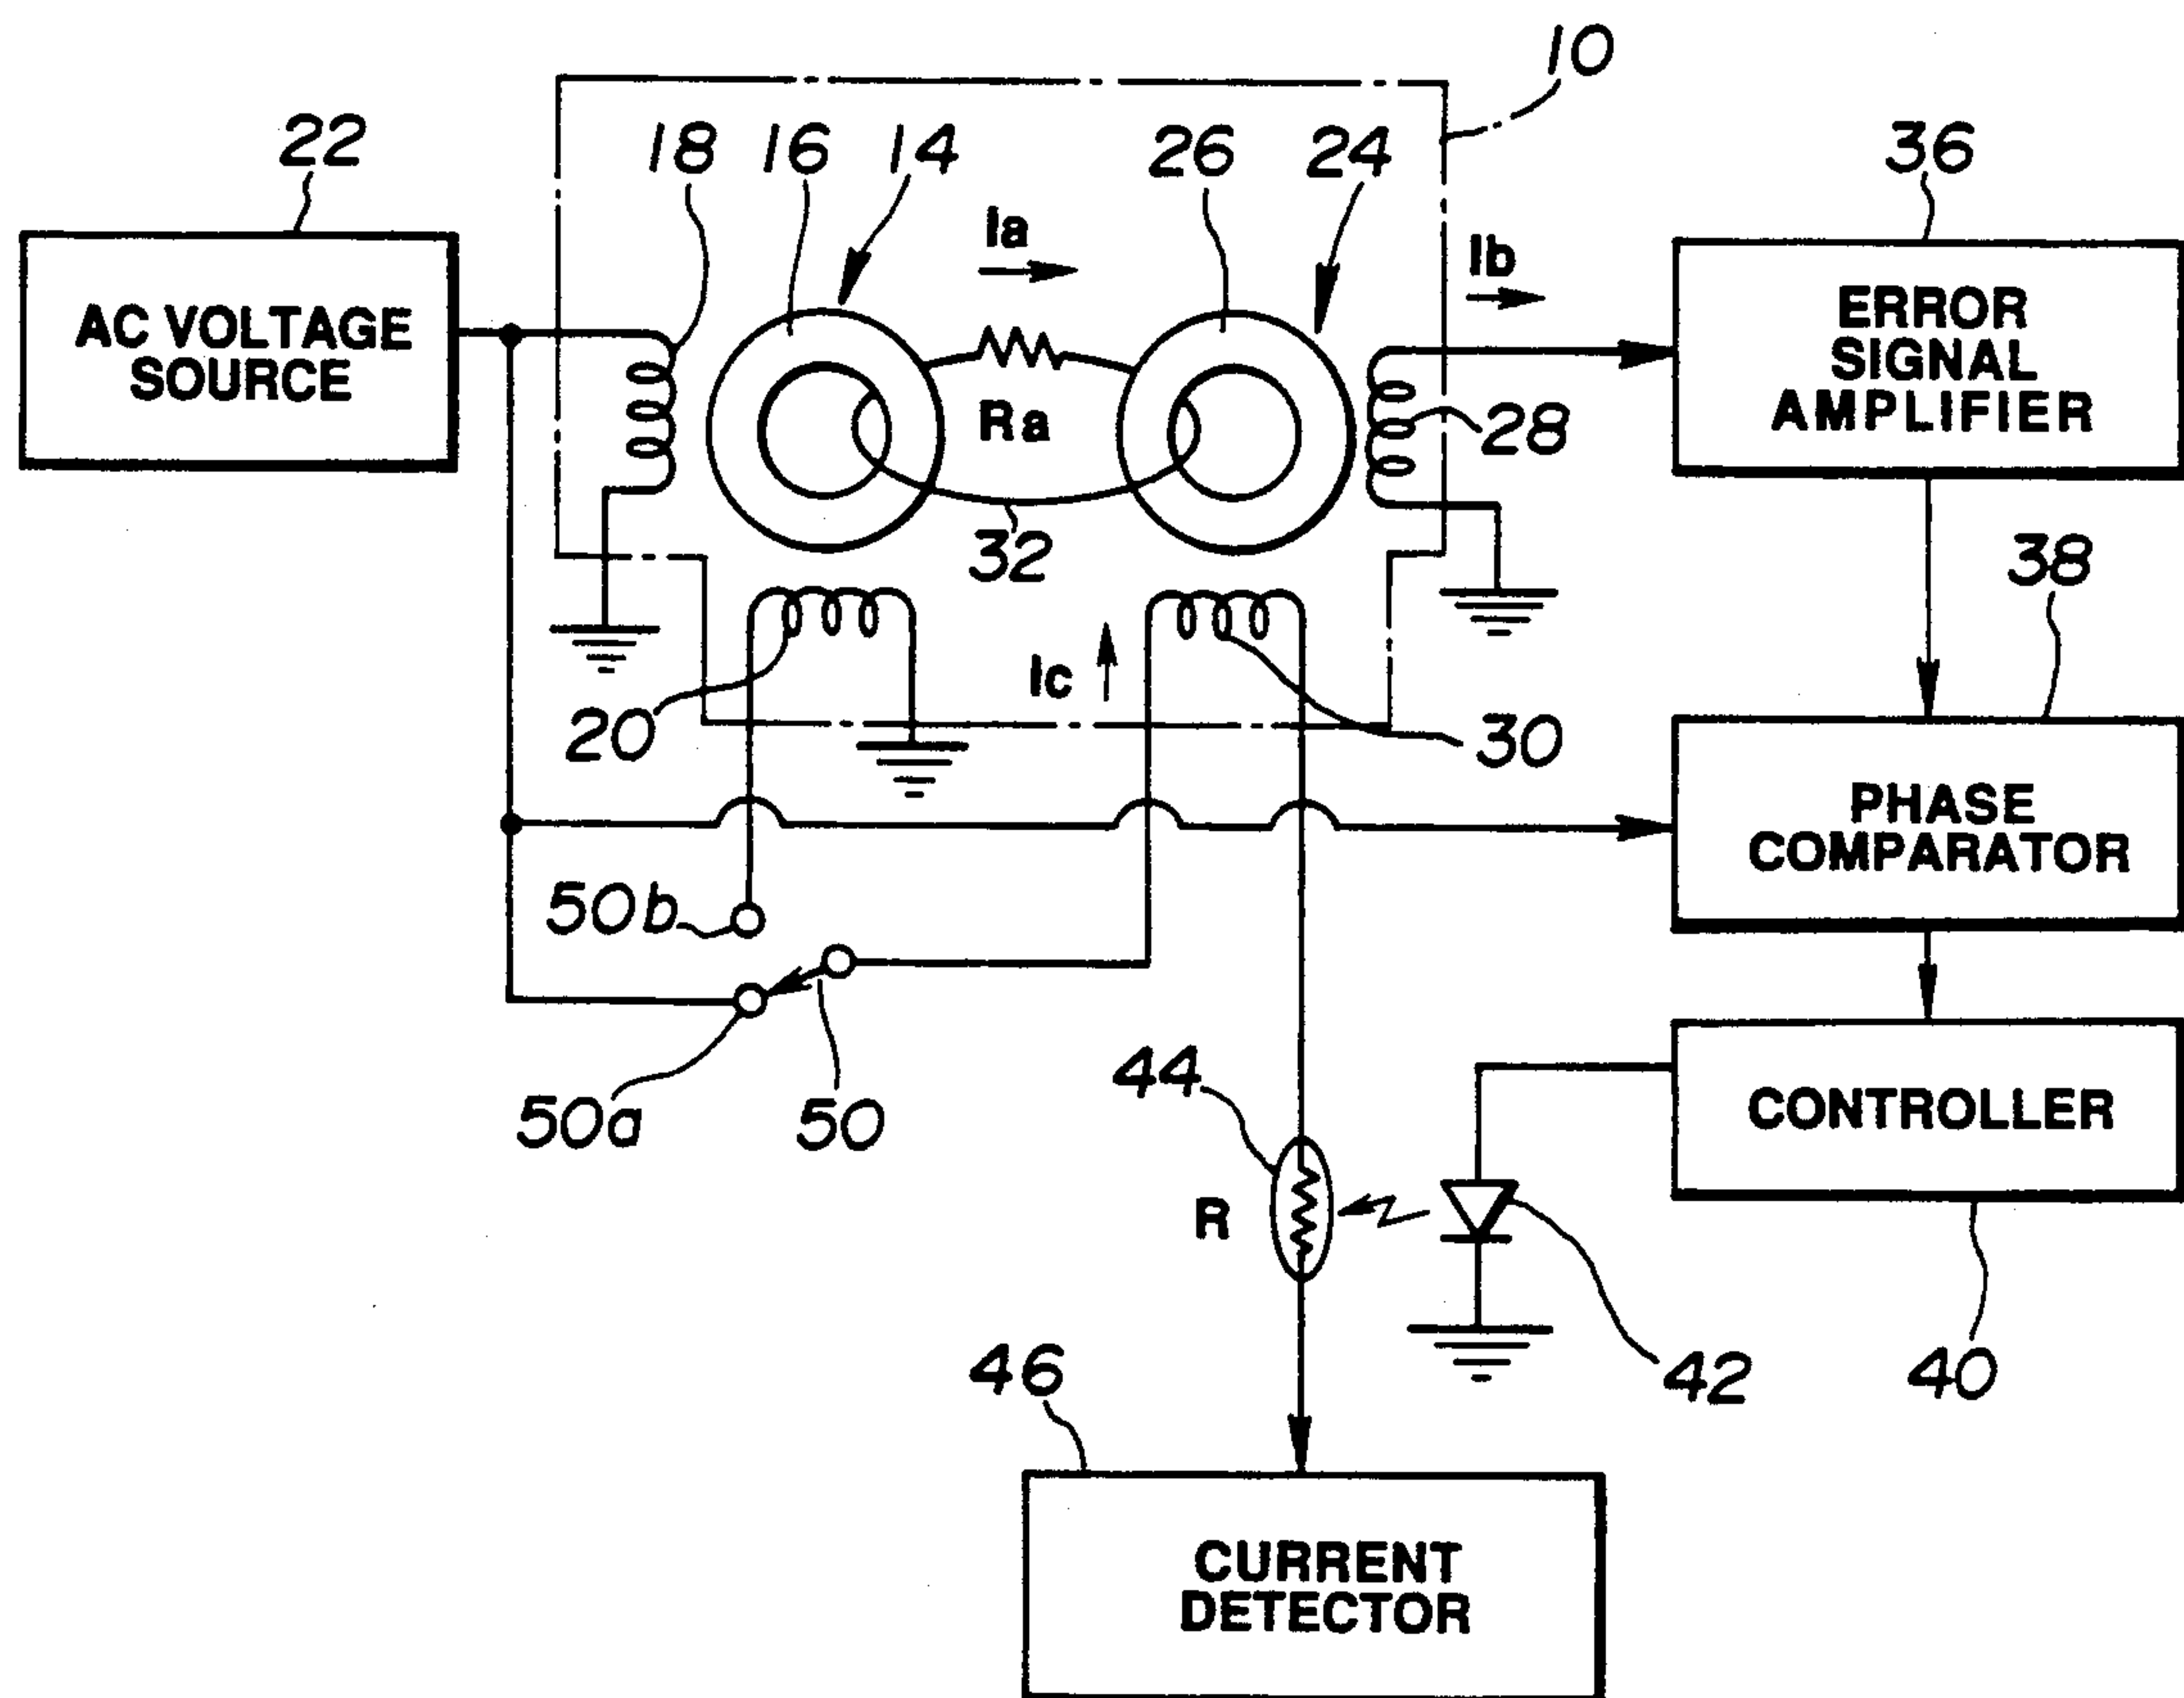 10
22
18
16
14
26
24
36
Ia
Ib
AC VOLTAGE
SOURCE
ERROR
SIGNAL
AMPLIFIER
Ra
28
32
38
Ic
20
30
PHASE
COMPARATOR
50b
50a
50
44
CONTROLLER
R
46
42
40
CURRENT
DETECTOR